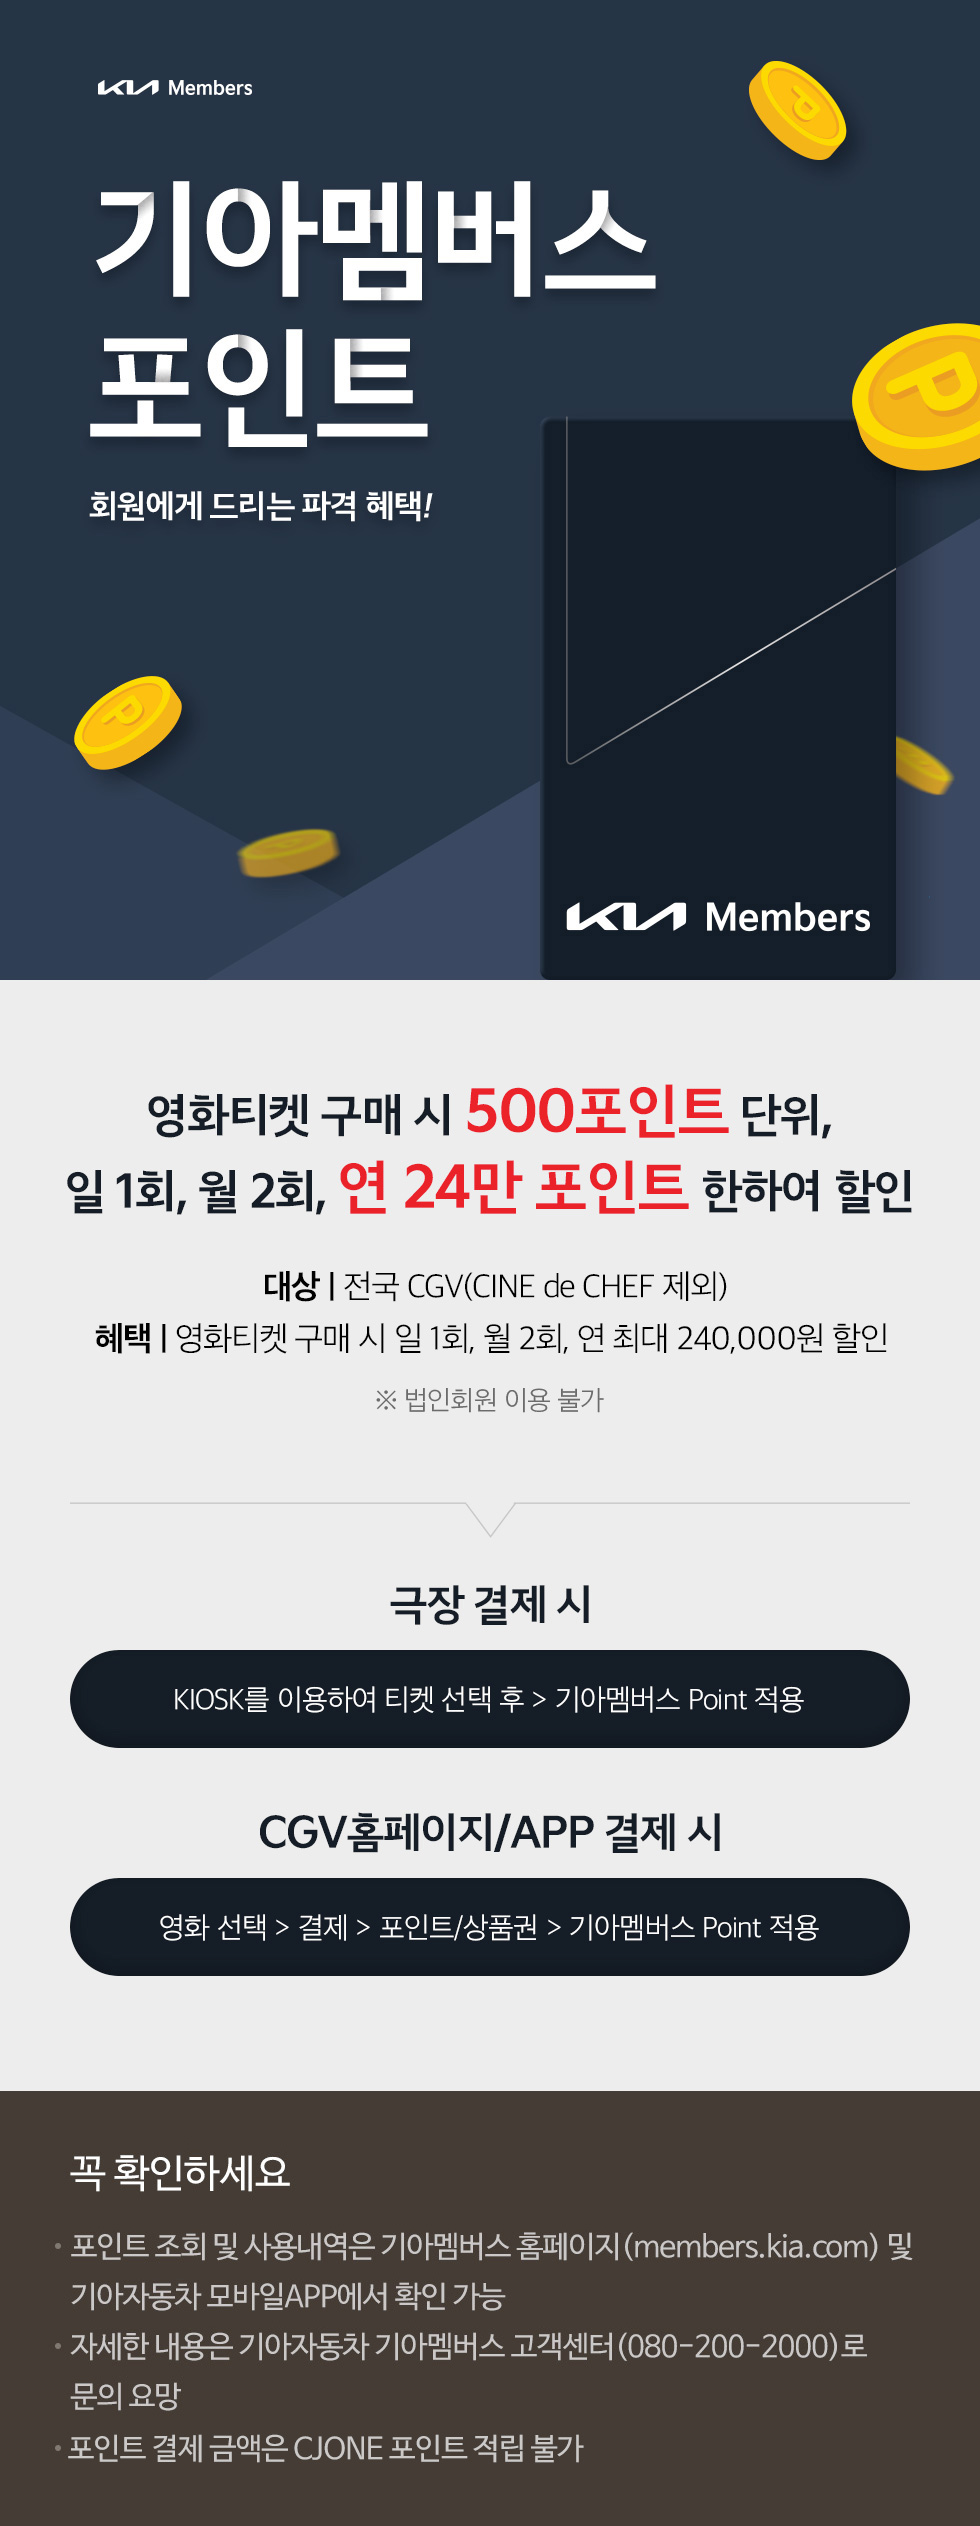 KIA Members
P
기아멤버스
포인트
P
회원에게 드리는 파격 혜택!
P
KIA Members
영화티켓 구매 시 500포인트 단위,
일 1회, 월 2회, 연 24만 포인트 한하여 할인
대상 | 전국 CGV(CINE de CHEF 제외)
혜택 | 영화티켓 구매 시 일 1회, 월 2회, 연 최대 240,000원 할인
※ 법인회원 이용 불가
극장 결제 시
KIOSK를 이용하여 티켓 선택 후 > 기아멤버스 Point 적용
CGV홈페이지/APP 결제 시
영화 선택 > 결제 > 포인트/상품권 > 기아멤버스 Point 적용
꼭 확인하세요
· 포인트 조회 및 사용내역은 기아멤버스 홈페이지(members.kia.com) 및
기아자동차 모바일APP에서 확인 가능
· 자세한 내용은 기아자동차 기아멤버스 고객센터(080-200-2000)로
문의 요망
· 포인트 결제 금액은 CJONE 포인트 적립 불가